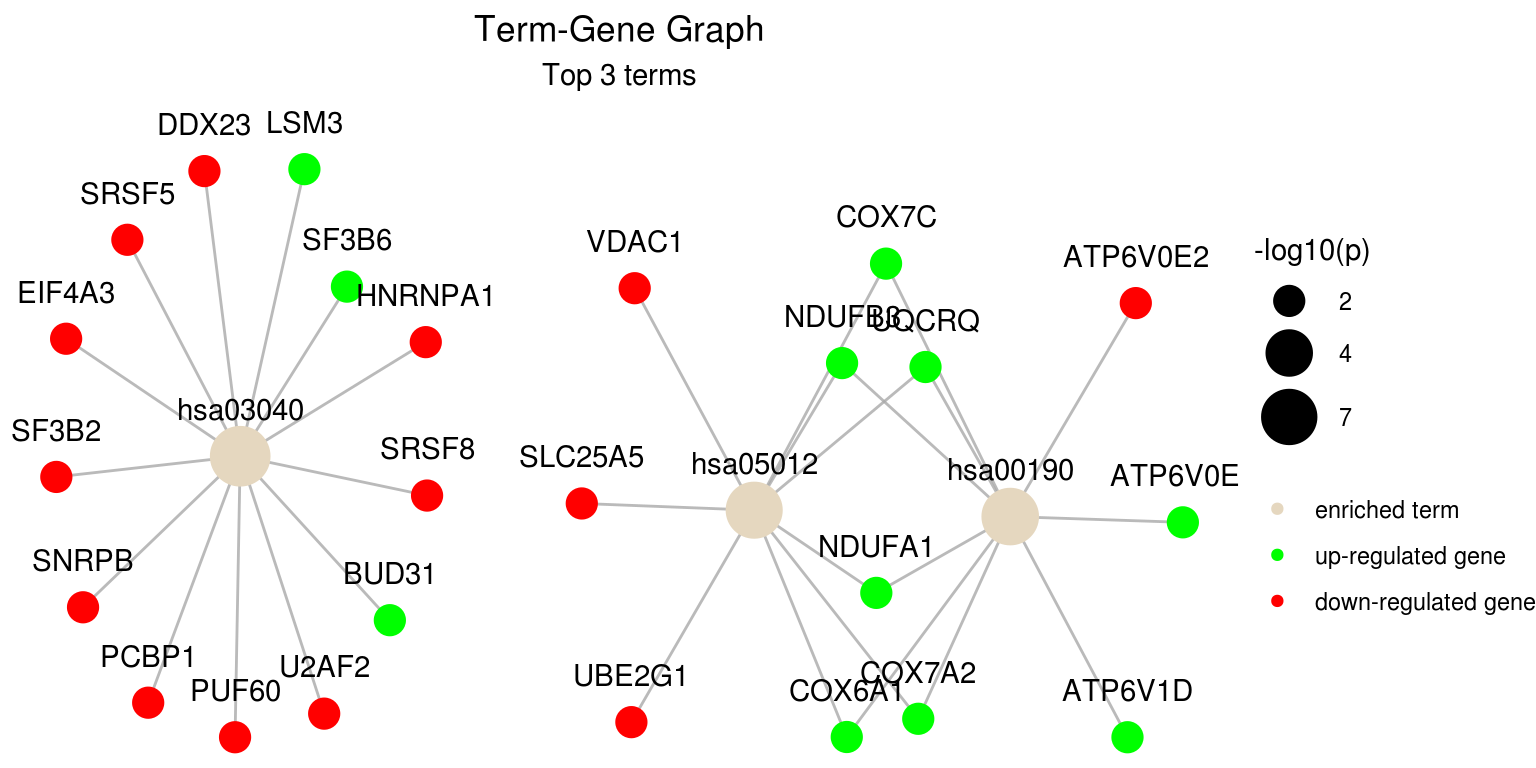 Term-Gene Graph
Top 3 terms
DDX23
LSM3
SRSF5
SF3B6
EIF4A3
HNRNPA1
hsa03040
SF3B2
SRSF8
SNRPB
BUD31
PCBP1
U2AF2
PUF60
COX7C
VDAC1
ATP6V0E2
NDUFB3
UQCRQ
SLC25A5
hsa05012
hsa00190
ATP6V0E
NDUFA1
UBE2G1
COX7A2
COX6A1
ATP6V1D
-log10(p)
2
4
7
enriched term
up-regulated gene
down-regulated gene